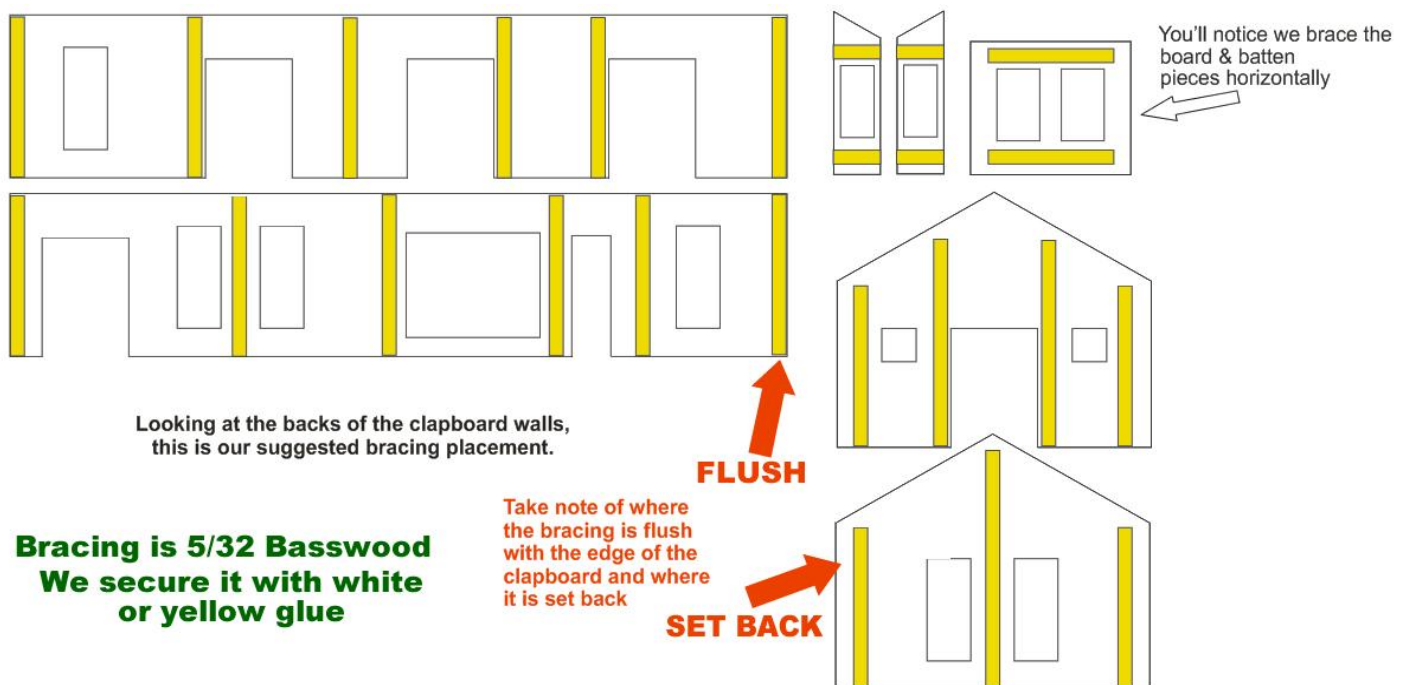 You'll notice we brace the
board & batten
pieces horizontally
Looking at the backs of the clapboard walls,
this is our suggested bracing placement.
FLUSH
Take note of where
the bracing is flush
with the edge of the
clapboard and where
it is set back
SET BACK
Bracing is 5/32 Basswood
We secure it with white
or yellow glue